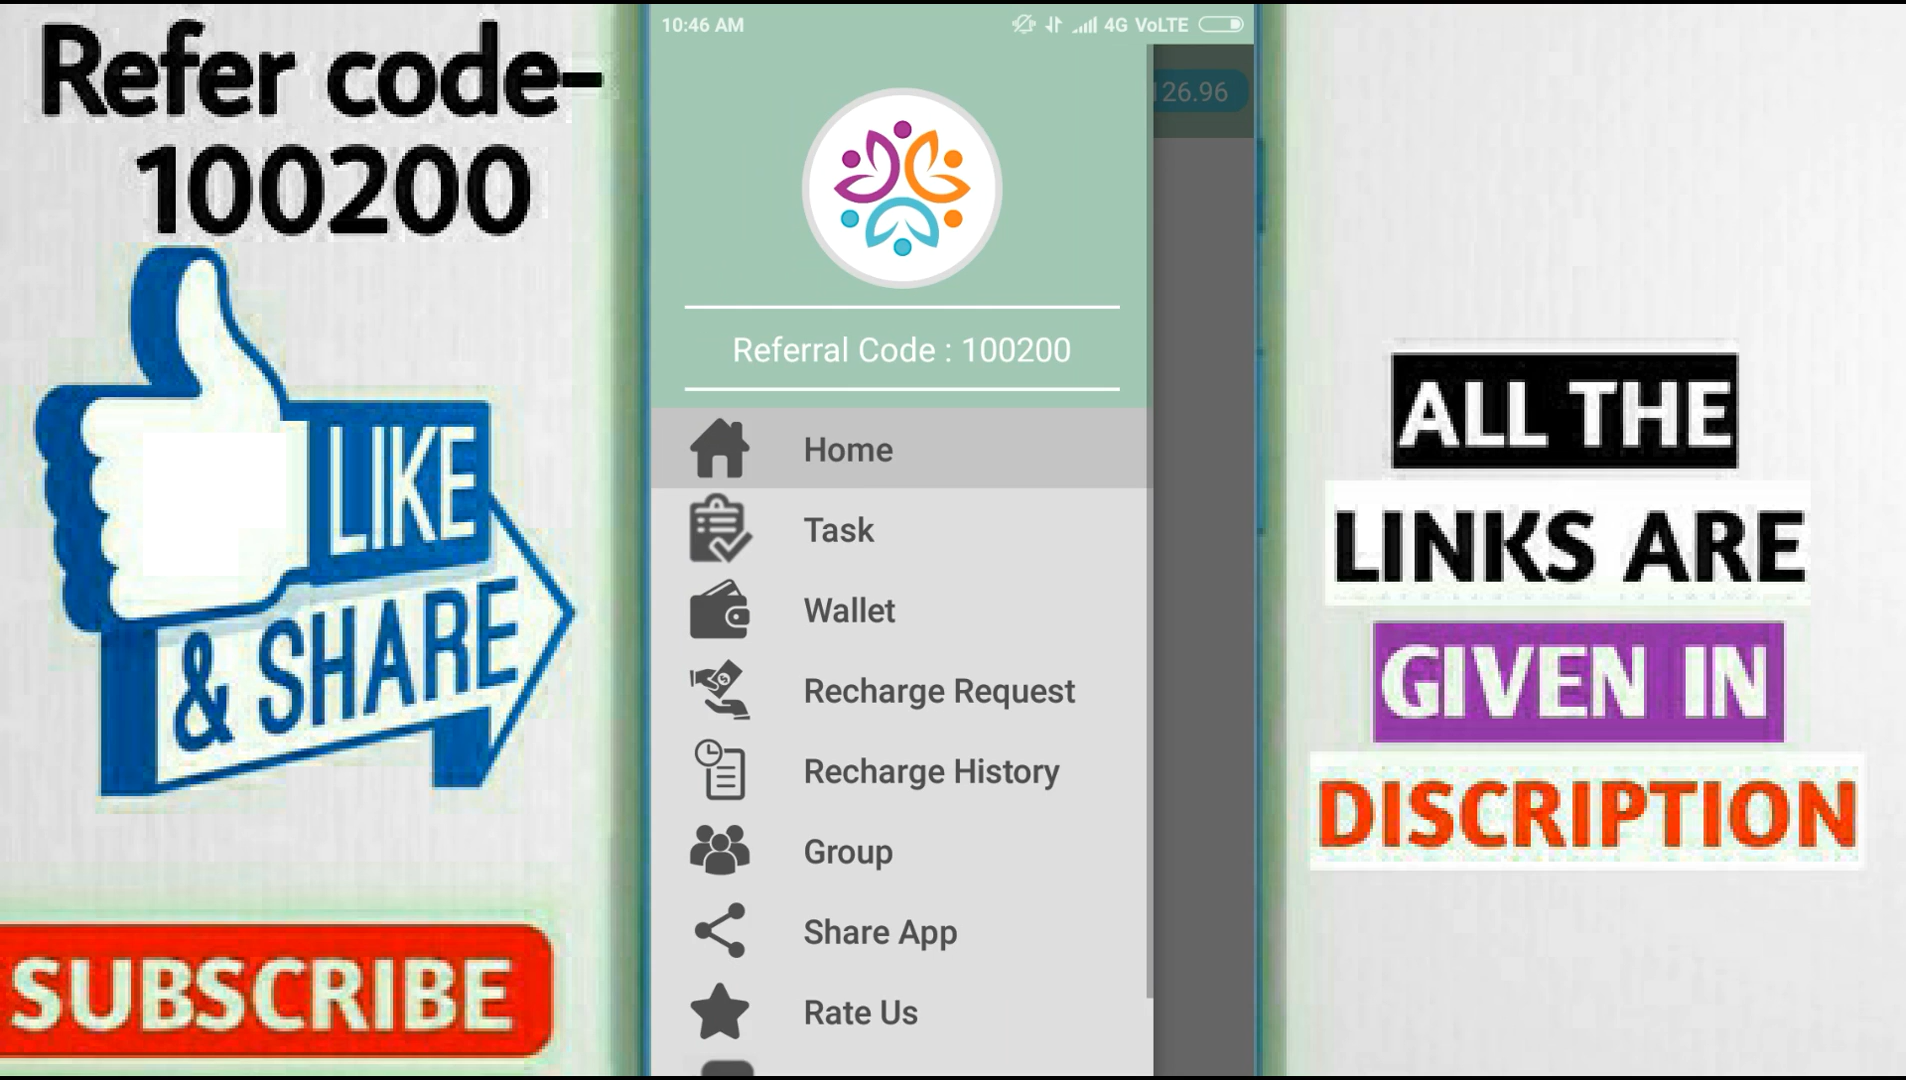 Refer code-
100200
LIKE
& SHARE
SUBSCRIBE
10:46 AM
4G VoLTE
126.96
Referral Code : 100200
Home
Task
Wallet
Recharge Request
Recharge History
Group
Share App
Rate Us
ALL THE
LINKS ARE
GIVEN IN
DISCRIPTION